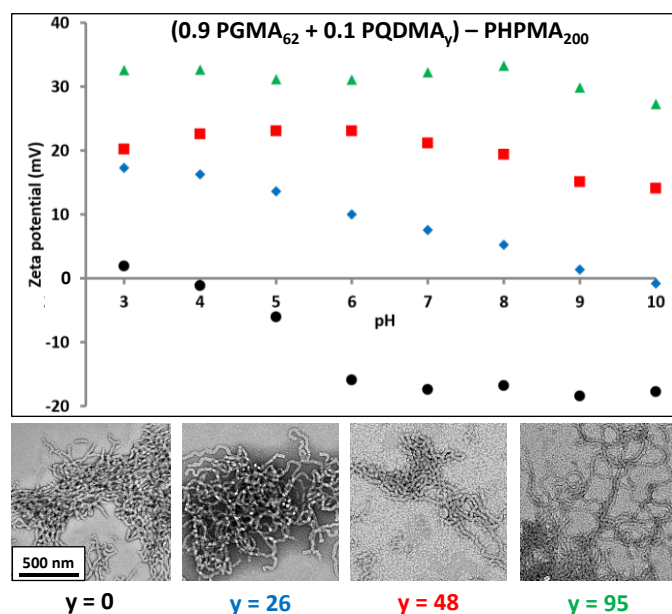 (0.9 PGMA₆₂ + 0.1 PQDMAᵧ) – PHPMA₂₀₀
Zeta potential (mV)
40
30
20
10
0
-10
-20
3 4 5 6 7 8 9 10
pH
500 nm
y = 0 y = 26 y = 48 y = 95